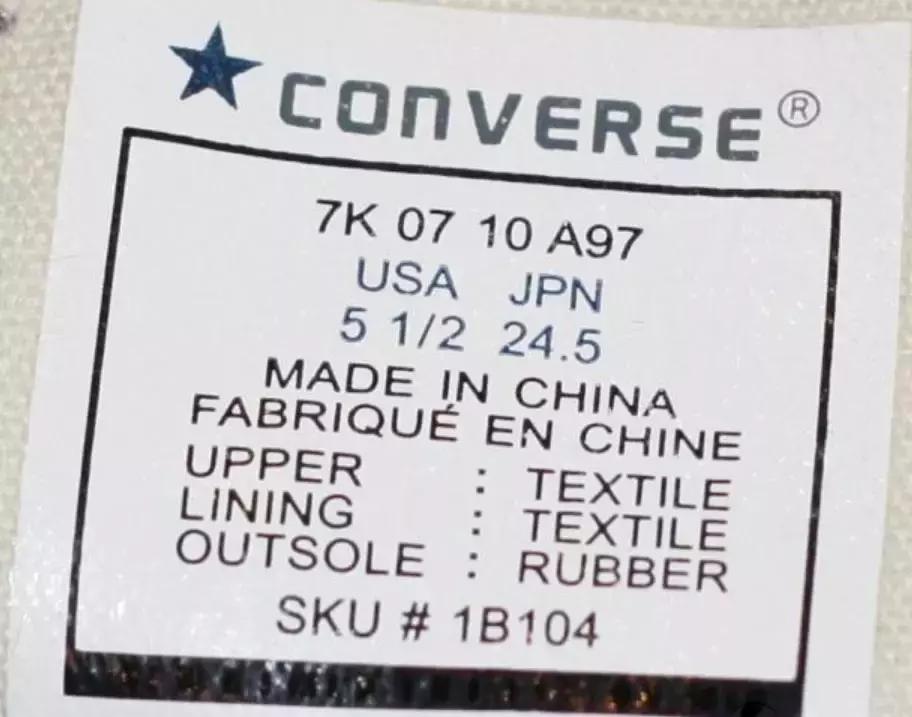 CONVERSE®
7K 07 10 A97
USA JPN
5 1/2 24.5
MADE IN CHINA
FABRIQUÉ EN CHINE
UPPER : TEXTILE
LINING : TEXTILE
OUTSOLE : RUBBER
SKU # 1B104